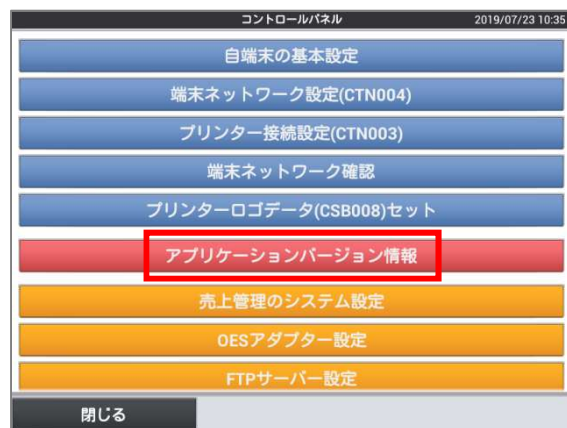 コントロールパネル 2019/07/23 10:35
自端末の基本設定
端末ネットワーク設定(CTN004)
プリンター接続設定(CTN003)
端末ネットワーク確認
プリンターロゴデータ(CSB008)セット
アプリケーションバージョン情報
売上管理のシステム設定
OESアダプター設定
FTPサーバー設定
閉じる